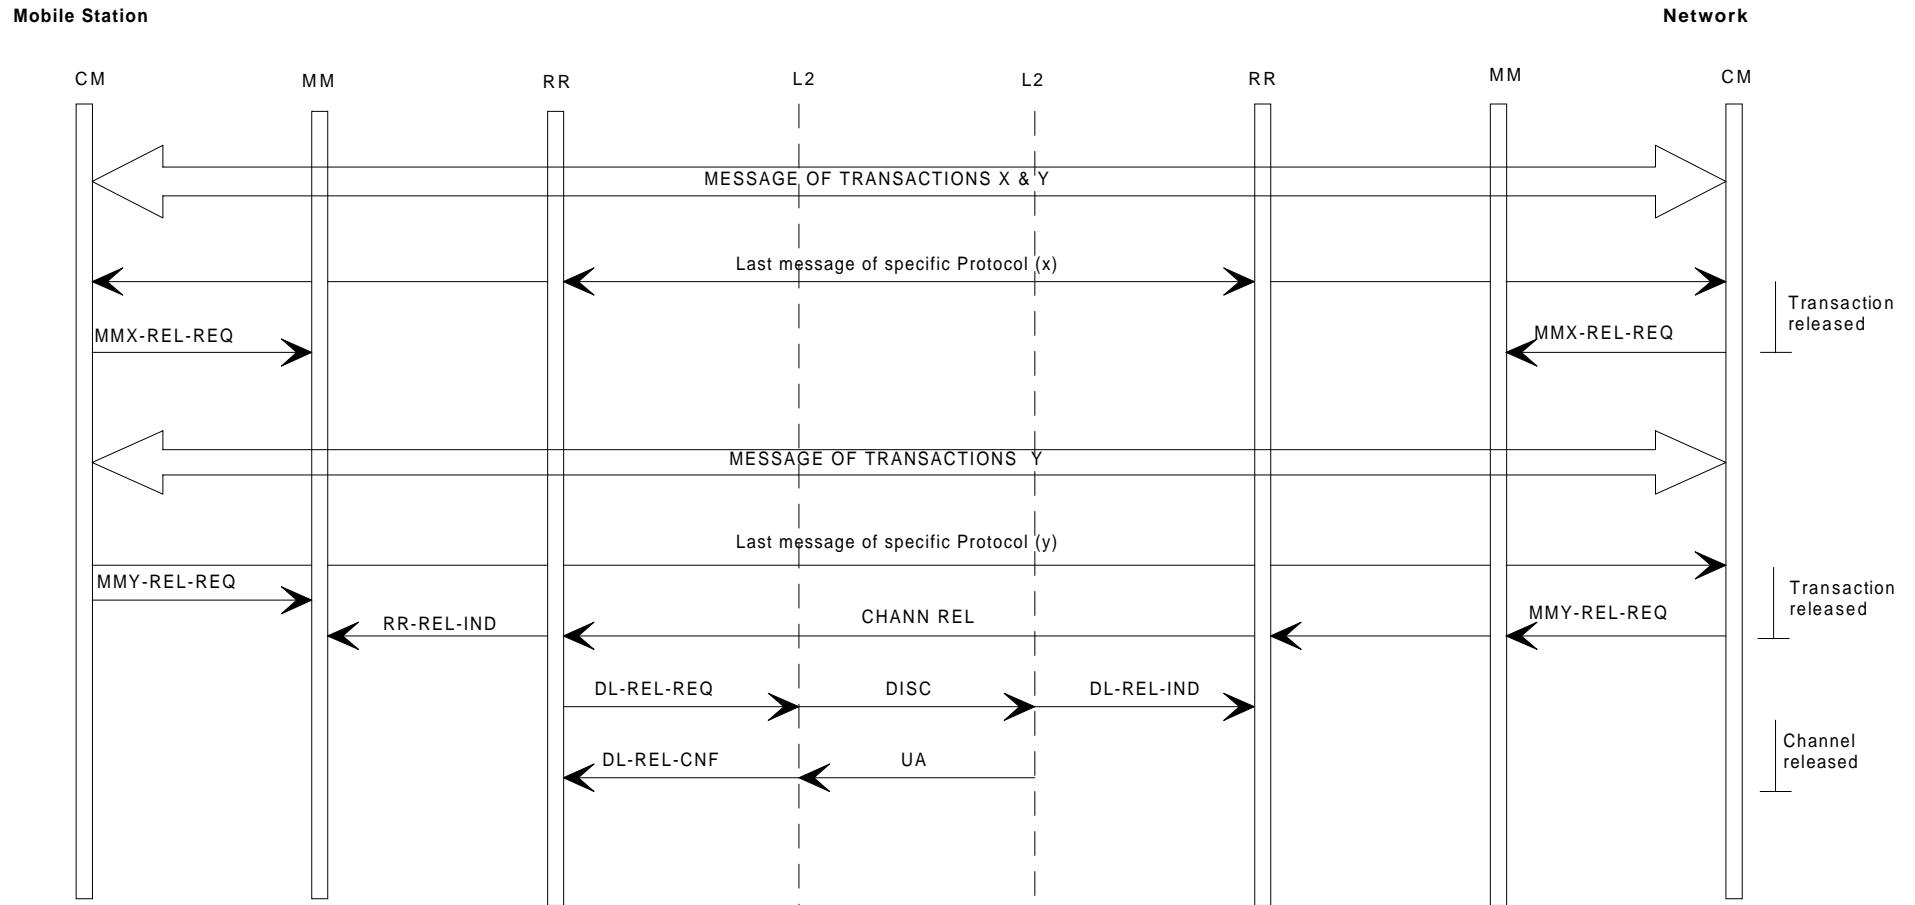 Mobile Station
Network
CM
MM
RR
L2
L2
RR
MM
CM
MESSAGE OF TRANSACTIONS X & Y
Last message of specific Protocol (x)
Transaction
released
MMX-REL-REQ
MMX-REL-REQ
MESSAGE OF TRANSACTIONS Y
Last message of specific Protocol (y)
MMY-REL-REQ
Transaction
released
RR-REL-IND
CHANN REL
MMY-REL-REQ
DL-REL-REQ
DISC
DL-REL-IND
Channel
released
DL-REL-CNF
UA